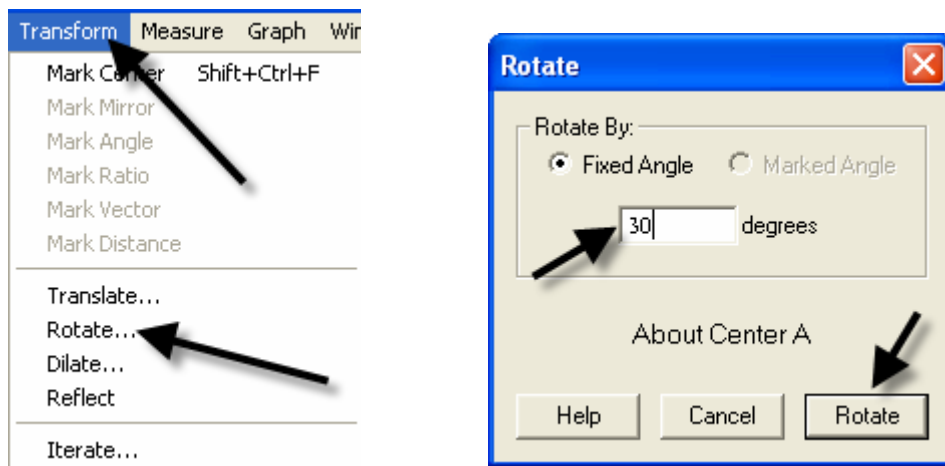 Transform Measure Graph
Mark Center Shift+Ctrl+F
Mark Mirror
Mark Angle
Mark Ratio
Mark Vector
Mark Distance
Translate...
Rotate...
Dilate...
Reflect
Iterate...
Rotate
Rotate By:
Fixed Angle Marked Angle
30 degrees
About Center A
Help Cancel Rotate